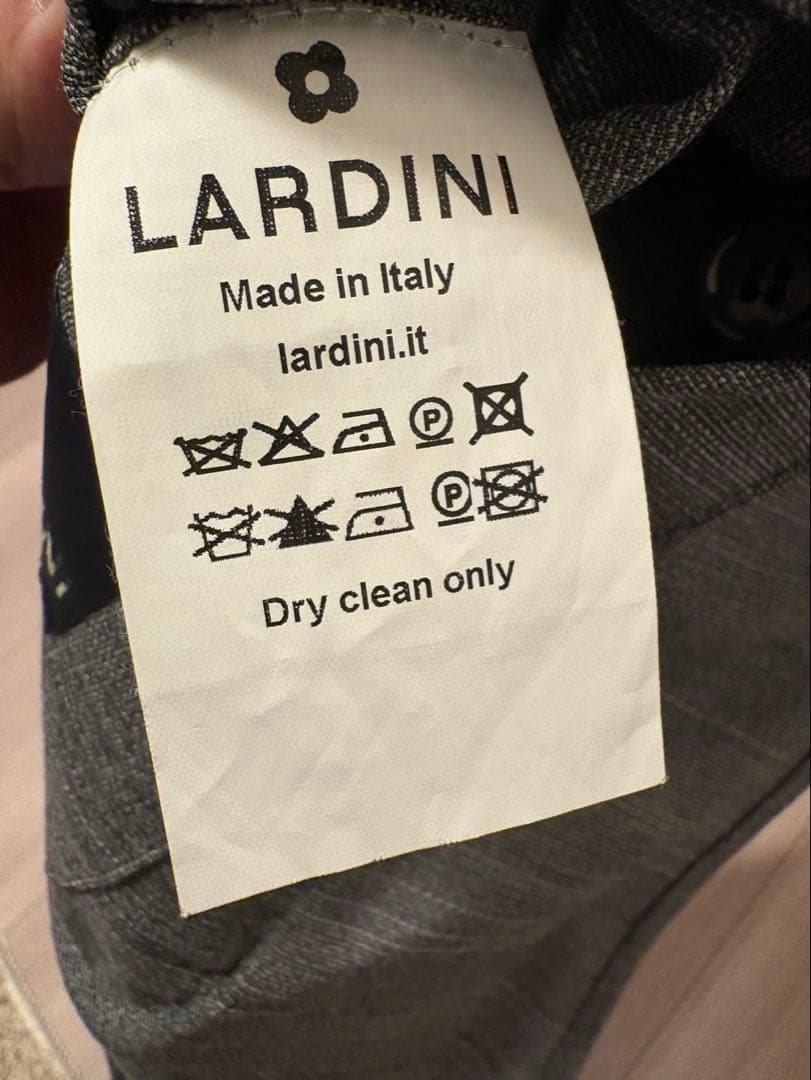 LARDINI
Made in Italy
lardini.it
P
P
Dry clean only